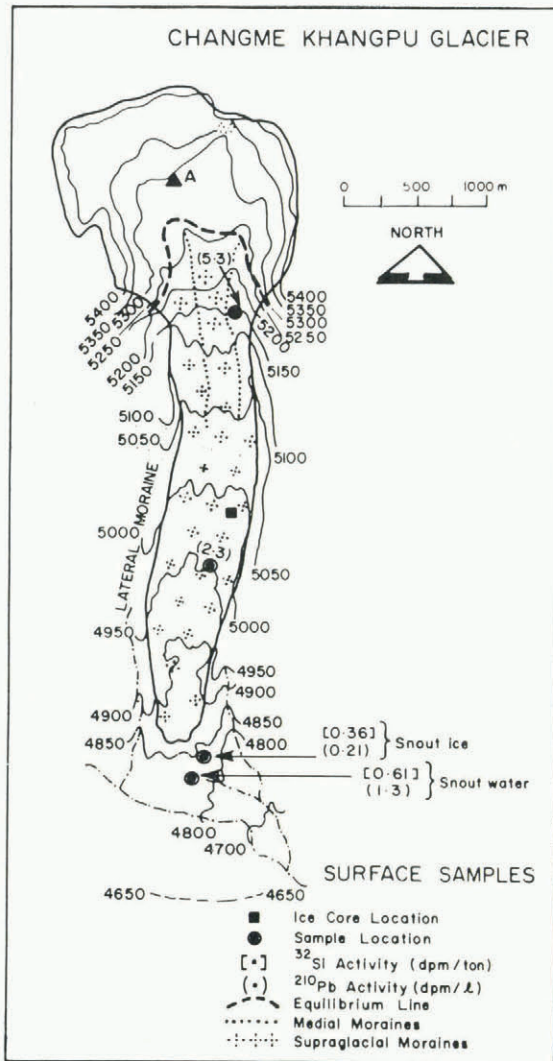 CHANGME KHANGPU GLACIER
A
0 500 1000 m
NORTH
(5·3)
5400
5350
5300
5250
5200
5150
5400
5350
5300
5250
5200
5150
5100
5050
5100
LATERAL MORAINE
5000
(2·3)
5050
4950
5000
4950
4900
4900
4850
4850
4800
[0·36]
(0·21)
Snout ice
[0·61]
(1·3)
Snout water
4800
4700
4650
4650
SURFACE SAMPLES
Ice Core Location
Sample Location
[·] ³²Si Activity (dpm/ton)
(·) ²¹⁰Pb Activity (dpm/ℓ)
Equilibrium Line
Medial Moraines
Supraglacial Moraines